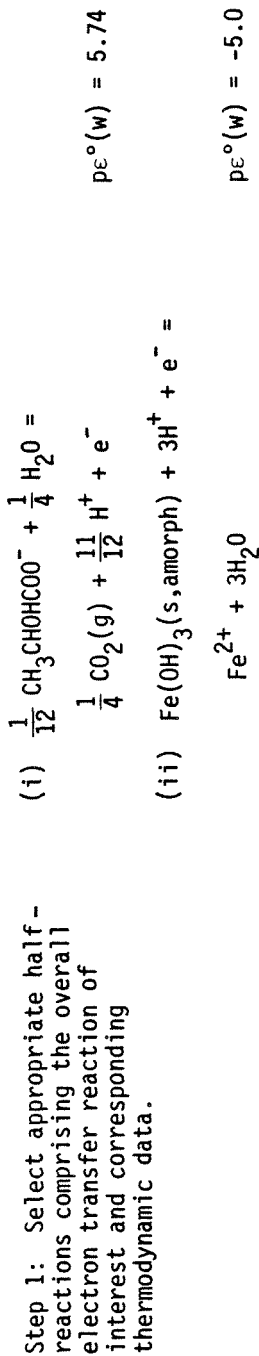 Step 1: Select appropriate half-
reactions comprising the overall
electron transfer reaction of
interest and corresponding
thermodynamic data.
(i) 1/12 CH₃CHOHCOO⁻ + 1/4 H₂O =
1/4 CO₂(g) + 11/12 H⁺ + e⁻
pε°(w) = 5.74
(ii) Fe(OH)₃(s,amorph) + 3H⁺ + e⁻ =
Fe²⁺ + 3H₂O
pε°(w) = -5.0